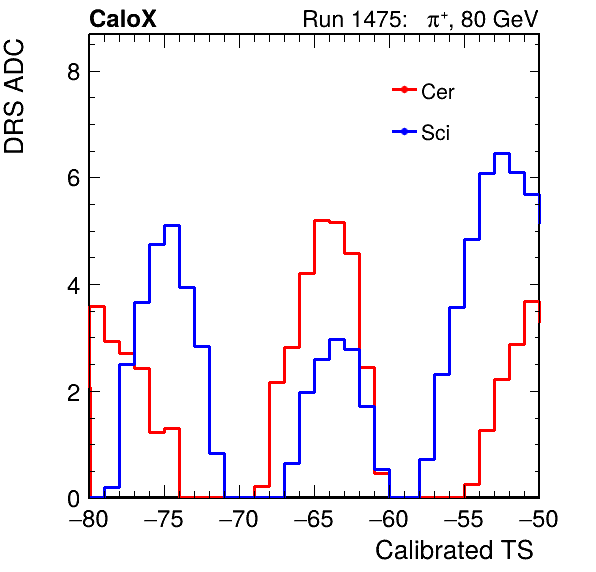 CaloX Run 1475: π⁺, 80 GeV
DRS ADC
8
6
4
2
0
Cer
Sci
−80 −75 −70 −65 −60 −55 −50
Calibrated TS